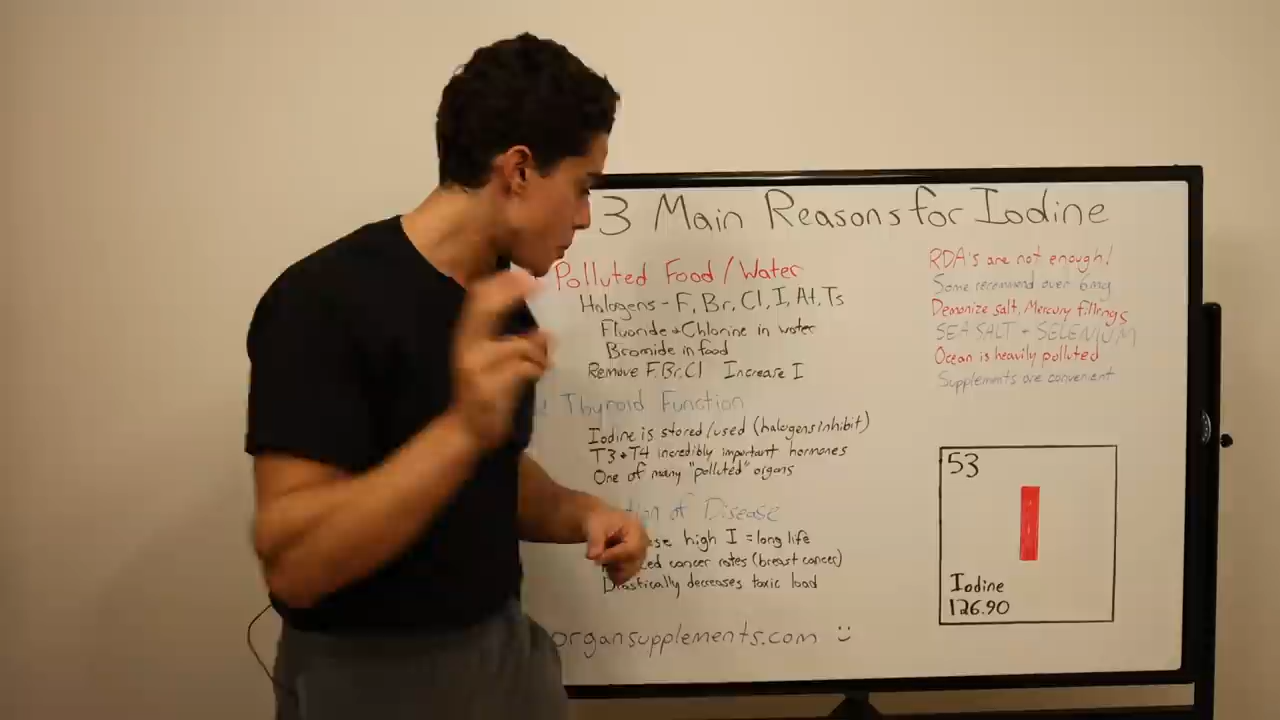 3 Main Reasons for Iodine
Polluted Food/Water
Halogens - F, Br, Cl, I, At, Ts
Fluoride + Chlorine in water
Bromide in food
Remove F, Br, Cl Increase I
Thyroid Function
Iodine is stored/used (halogens inhibit)
T3 + T4 incredibly important hormones
One of many "polluted" organs
of Disease
high I = long life
cancer rates (breast cancer)
Drastically decreases toxic load
organsupplements.com :)
RDA's are not enough!
Some recommend over 6mg
Demonize salt, Mercury fillings
SEA SALT + SELENIUM
Ocean is heavily polluted
Supplements are convenient
53
I
Iodine
126.90